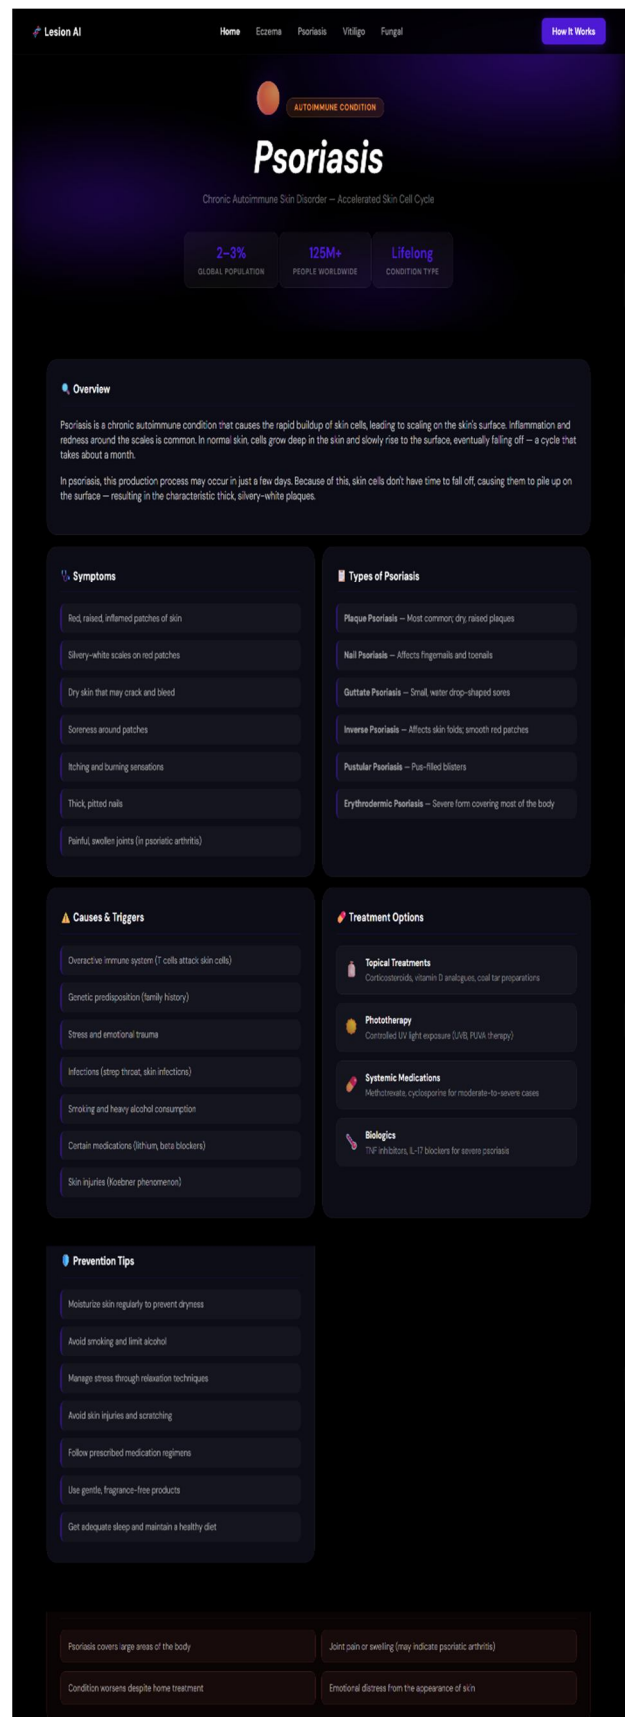 Lesion AI
Home Eczema Psoriasis Vitiligo Fungal
How It Works
AUTOIMMUNE CONDITION
Psoriasis
Chronic Autoimmune Skin Disorder — Accelerated Skin Cell Cycle
2–3% 125M+ Lifelong
GLOBAL POPULATION PEOPLE WORLDWIDE CONDITION TYPE
Overview
Psoriasis is a chronic autoimmune condition that causes the rapid buildup of skin cells, leading to scaling on the skin's surface. Inflammation and
redness around the scales is common. In normal skin, cells grow deep in the skin and slowly rise to the surface, eventually falling off — a cycle that
takes about a month.
In psoriasis, this production process may occur in just a few days. Because of this, skin cells don't have time to fall off, causing them to pile up on
the surface — resulting in the characteristic thick, silvery-white plaques.
Symptoms
Red, raised, inflamed patches of skin
Silvery-white scales on red patches
Dry skin that may crack and bleed
Soreness around patches
Itching and burning sensations
Thick, pitted nails
Painful, swollen joints (in psoriatic arthritis)
Types of Psoriasis
Plaque Psoriasis — Most common; dry, raised plaques
Nail Psoriasis — Affects fingernails and toenails
Guttate Psoriasis — Small, water drop-shaped sores
Inverse Psoriasis — Affects skin folds; smooth red patches
Pustular Psoriasis — Pus-filled blisters
Erythrodermic Psoriasis — Severe form covering most of the body
Causes & Triggers
Overactive immune system (T cells attack skin cells)
Genetic predisposition (family history)
Stress and emotional trauma
Infections (strep throat, skin infections)
Smoking and heavy alcohol consumption
Certain medications (lithium, beta blockers)
Skin injuries (Koebner phenomenon)
Treatment Options
Topical Treatments
Corticosteroids, vitamin D analogues, coal tar preparations
Phototherapy
Controlled UV light exposure (UVB, PUVA therapy)
Systemic Medications
Methotrexate, cyclosporine for moderate-to-severe cases
Biologics
TNF inhibitors, IL-17 blockers for severe psoriasis
Prevention Tips
Moisturize skin regularly to prevent dryness
Avoid smoking and limit alcohol
Manage stress through relaxation techniques
Avoid skin injuries and scratching
Follow prescribed medication regimens
Use gentle, fragrance-free products
Get adequate sleep and maintain a healthy diet
Psoriasis covers large areas of the body
Joint pain or swelling (may indicate psoriatic arthritis)
Condition worsens despite home treatment
Emotional distress from the appearance of skin